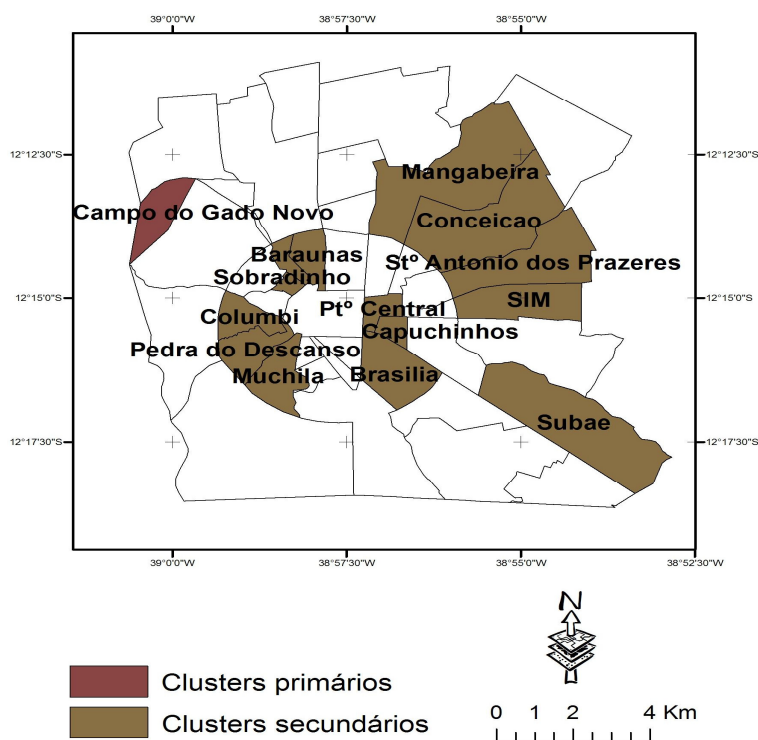 39°0'0"W 38°57'30"W 38°55'0"W
12°12'30"S 12°12'30"S
Mangabeira
Campo do Gado Novo
Conceicao
Baraunas
Stº Antonio dos Prazeres
Sobradinho
12°15'0"S 12°15'0"S
SIM
Ptº Central
Columbi
Capuchinhos
Pedra do Descanso
Muchila
Brasilia
Subae
12°17'30"S 12°17'30"S
39°0'0"W 38°57'30"W 38°55'0"W 38°52'30"W
N
Clusters primários
Clusters secundários
0 1 2 4 Km